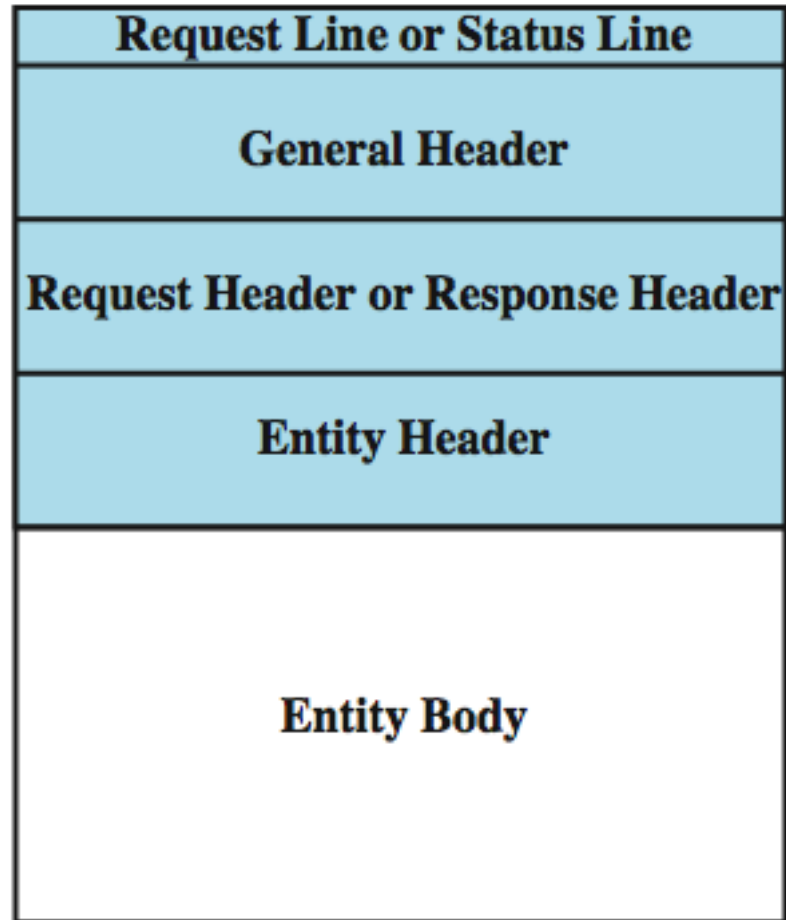 Request Line or Status Line
General Header
Request Header or Response Header
Entity Header
Entity Body